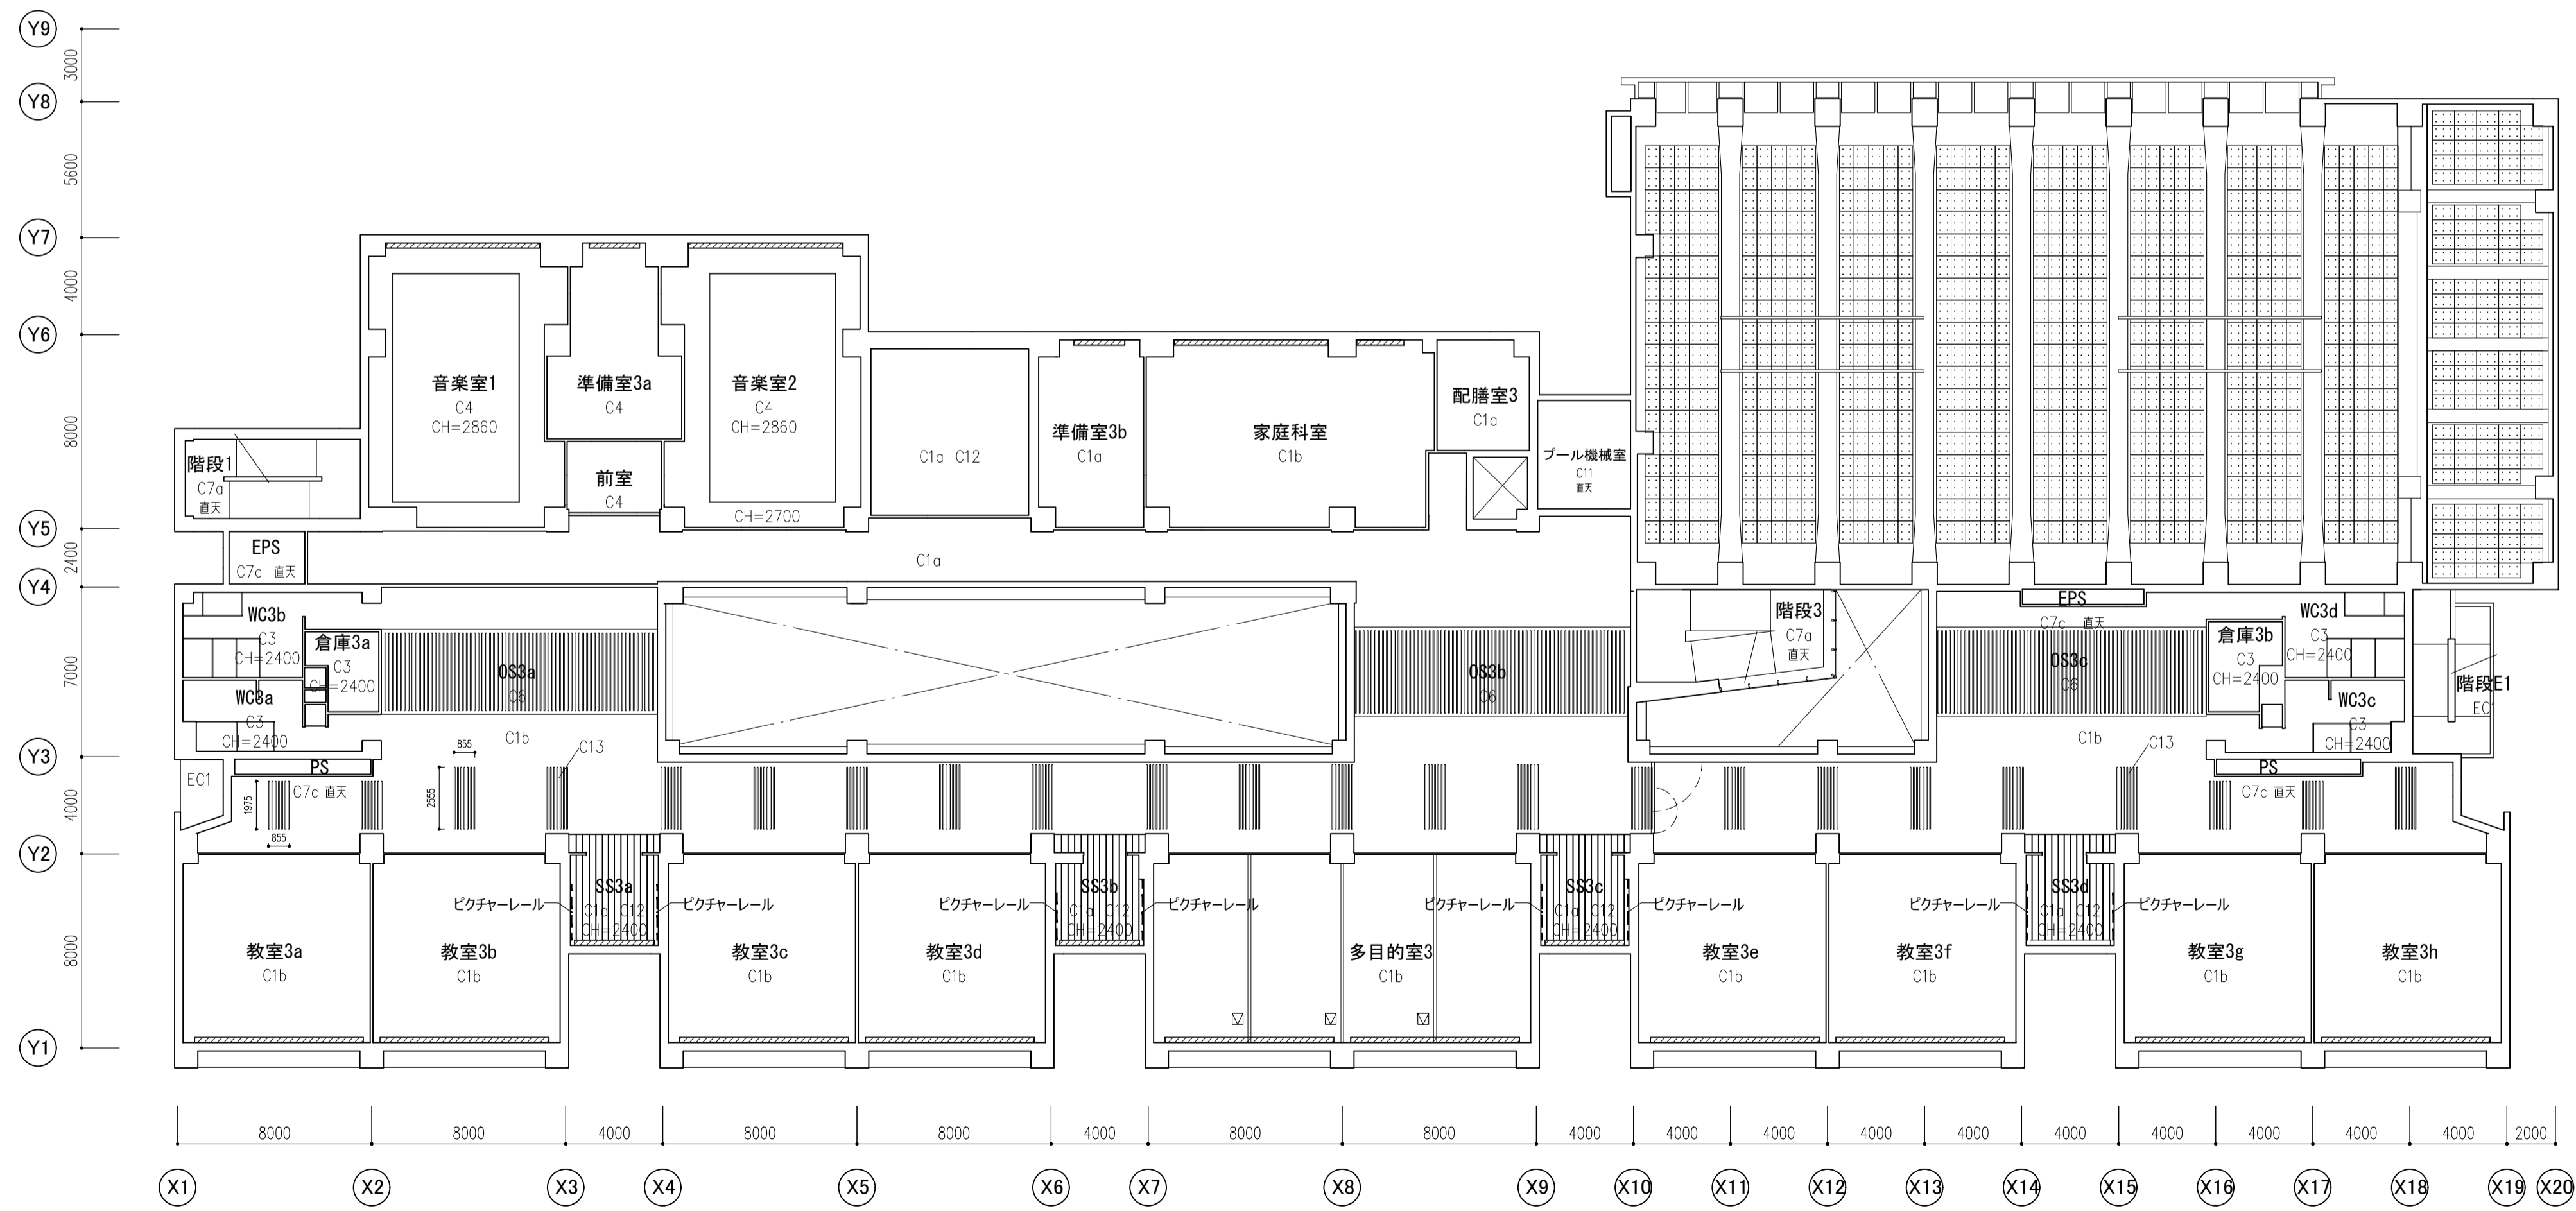 Y9
3000
Y8
5600
Y7
4000
Y6
8000
Y5
2400
Y4
7000
Y3
4000
Y2
8000
Y1
音楽室1
C4
CH=2860
準備室3a
C4
音楽室2
C4
CH=2860
前室
C4
CH=2700
C1a C12
準備室3b
C1a
家庭科室
C1b
配膳室3
C1a
プール機械室
C11
直天
階段1
C7a
直天
EPS
C7c 直天
C1a
WC3b
C3
CH=2400
倉庫3a
C3
CH=2400
WC3a
C3
CH=2400
OS3a
C6
OS3b
C6
階段3
C7a
直天
EPS
C7c 直天
OS3c
C6
倉庫3b
C3
CH=2400
WC3d
C3
CH=2400
WC3c
C3
CH=2400
階段E1
C1b
C13
855
2555
PS
C7c 直天
EC1
1975
855
C1b
C13
PS
C7c 直天
ピクチャーレール
SS3a
C1a C12
CH=2400
ピクチャーレール
ピクチャーレール
SS3b
C1a C12
CH=2400
ピクチャーレール
ピクチャーレール
SS3c
C1a C12
CH=2400
ピクチャーレール
ピクチャーレール
SS3d
C1a C12
CH=2400
ピクチャーレール
教室3a
C1b
教室3b
C1b
教室3c
C1b
教室3d
C1b
多目的室3
C1b
教室3e
C1b
教室3f
C1b
教室3g
C1b
教室3h
C1b
8000 8000 4000 8000 8000 4000 8000 8000 4000 4000 4000 4000 4000 4000 4000 4000 4000 4000 2000
X1 X2 X3 X4 X5 X6 X7 X8 X9 X10 X11 X12 X13 X14 X15 X16 X17 X18 X19 X20